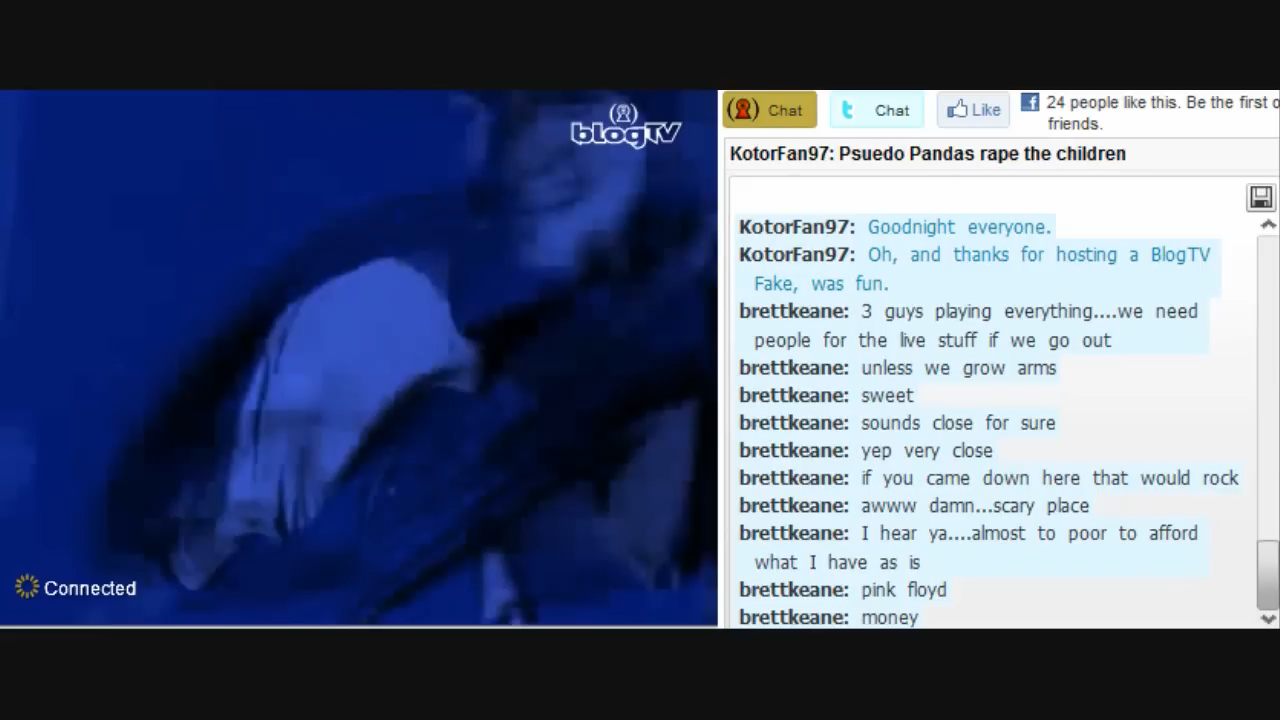 blogTV
Connected
Chat
Chat
Like
24 people like this. Be the first o
friends.
KotorFan97: Psuedo Pandas rape the children
KotorFan97: Goodnight everyone.
KotorFan97: Oh, and thanks for hosting a BlogTV
Fake, was fun.
brettkeane: 3 guys playing everything....we need
people for the live stuff if we go out
brettkeane: unless we grow arms
brettkeane: sweet
brettkeane: sounds close for sure
brettkeane: yep very close
brettkeane: if you came down here that would rock
brettkeane: awww damn...scary place
brettkeane: I hear ya....almost to poor to afford
what I have as is
brettkeane: pink floyd
brettkeane: money